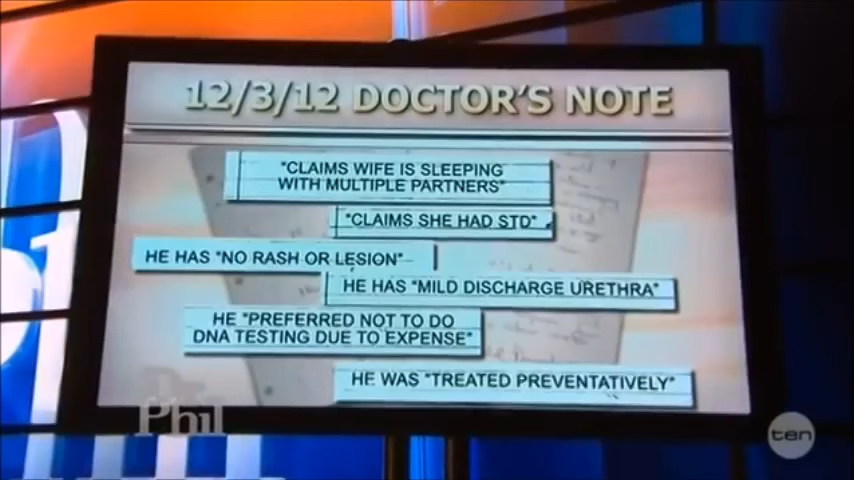 12/3/12 DOCTOR'S NOTE
"CLAIMS WIFE IS SLEEPING
WITH MULTIPLE PARTNERS"
"CLAIMS SHE HAD STD"
HE HAS "NO RASH OR LESION"
HE HAS "MILD DISCHARGE URETHRA"
HE "PREFERRED NOT TO DO
DNA TESTING DUE TO EXPENSE"
HE WAS "TREATED PREVENTATIVELY"
Dr.
Phil
ten